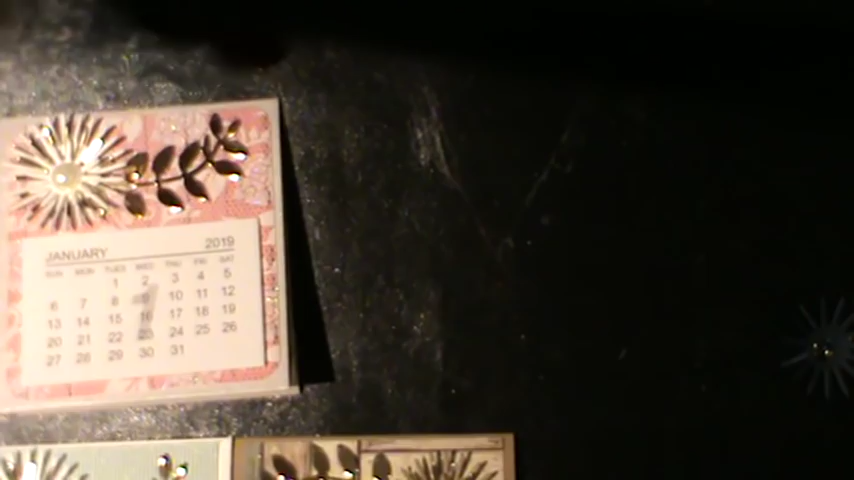 JANUARY 2019
SUN MON TUES WED THU FRI SAT
1 2 3 4 5
6 7 8 9 10 11 12
13 14 15 16 17 18 19
20 21 22 23 24 25 26
27 28 29 30 31